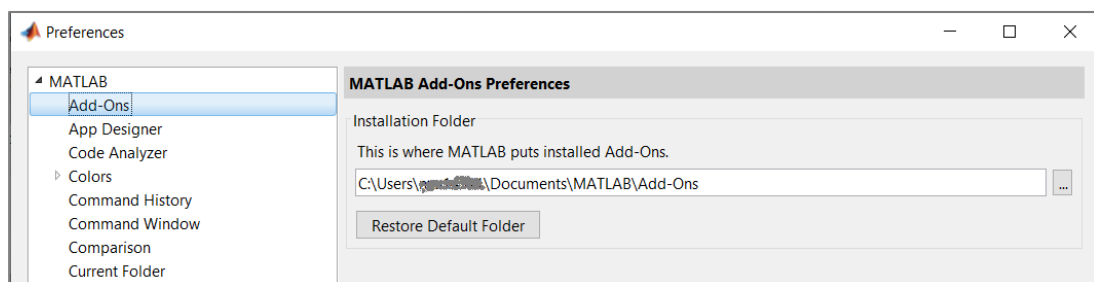 Preferences
MATLAB
Add-Ons
App Designer
Code Analyzer
Colors
Command History
Command Window
Comparison
Current Folder
MATLAB Add-Ons Preferences
Installation Folder
This is where MATLAB puts installed Add-Ons.
C:\Users\ \Documents\MATLAB\Add-Ons
...
Restore Default Folder